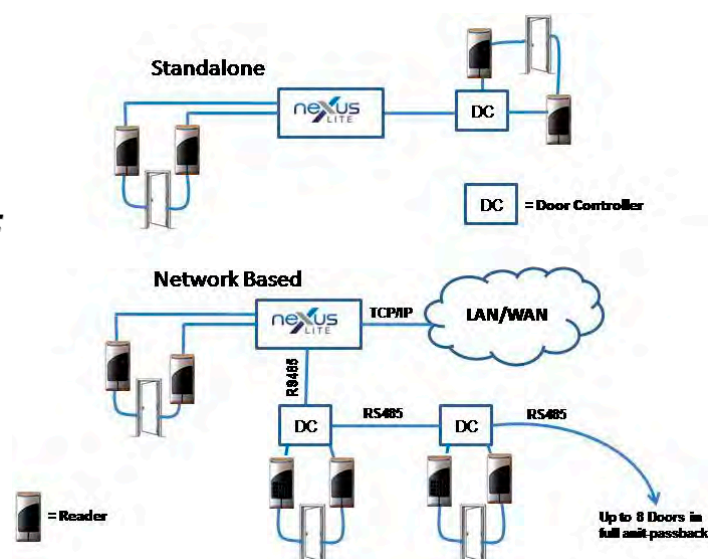 Standalone
neXus
LITE
DC
DC = Door Controller
Network Based
neXus
LITE
TCP/IP
LAN/WAN
RS485
DC
RS485
DC
RS485
= Reader
Up to 8 Doors in
full anit-passback